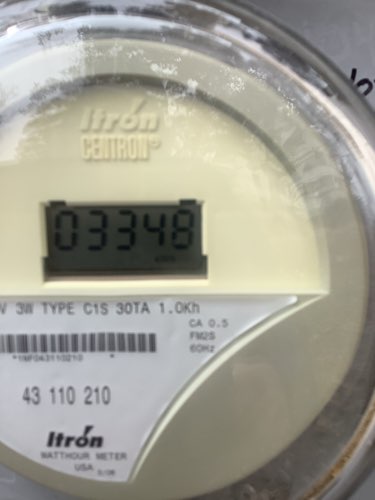 Itron
CENTRON®
03348
V 3W TYPE C1S 30TA 1.0Kh
CA 0.5
FM2S
60Hz
43 110 210
Itron
WATTHOUR METER
USA